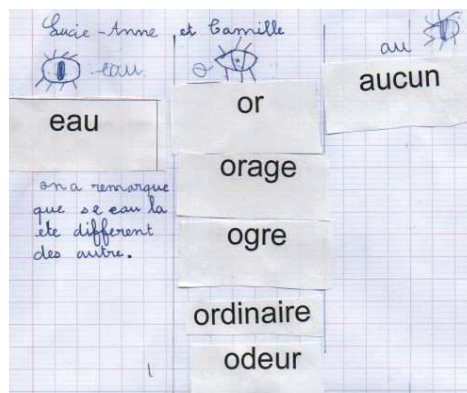 Lucie-Anne et Camille
eau
o
au
eau
or
aucun
orage
ogre
ordinaire
odeur
on a remarque
que se eau la
ete different
des autre.